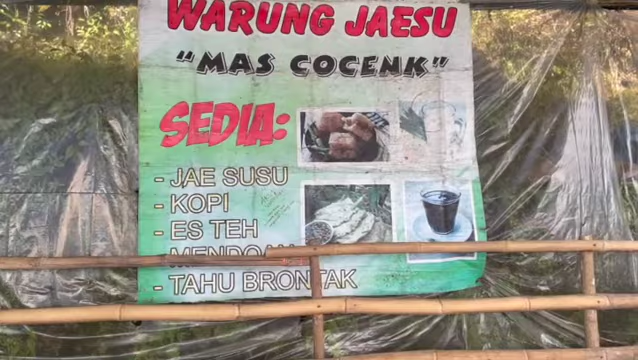 WARUNG JAESU
"MAS COCENK"
SEDIA:
- JAE SUSU
- KOPI
- ES TEH
- MENDOAN
- TAHU BRONTAK